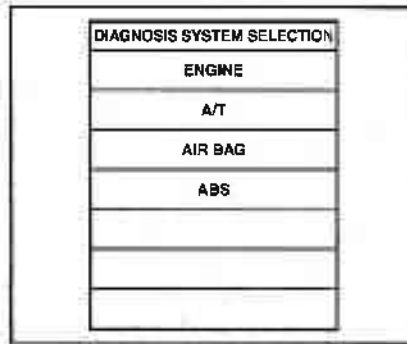 DIAGNOSIS SYSTEM SELECTION
ENGINE
A/T
AIR BAG
ABS